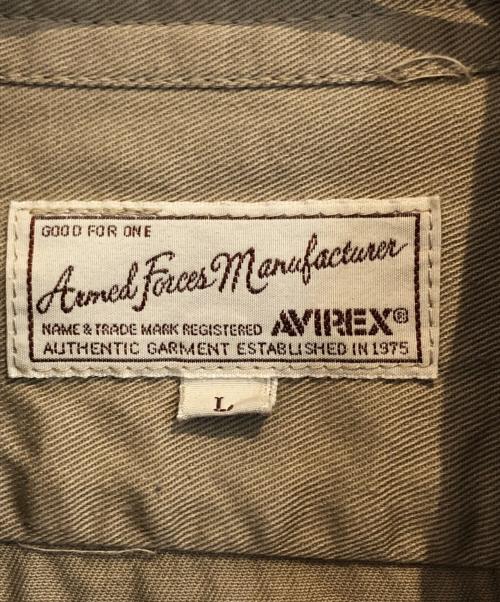 GOOD FOR ONE
Armed Forces Manufacturer
NAME & TRADE MARK REGISTERED AVIREX®
AUTHENTIC GARMENT ESTABLISHED IN 1975
L